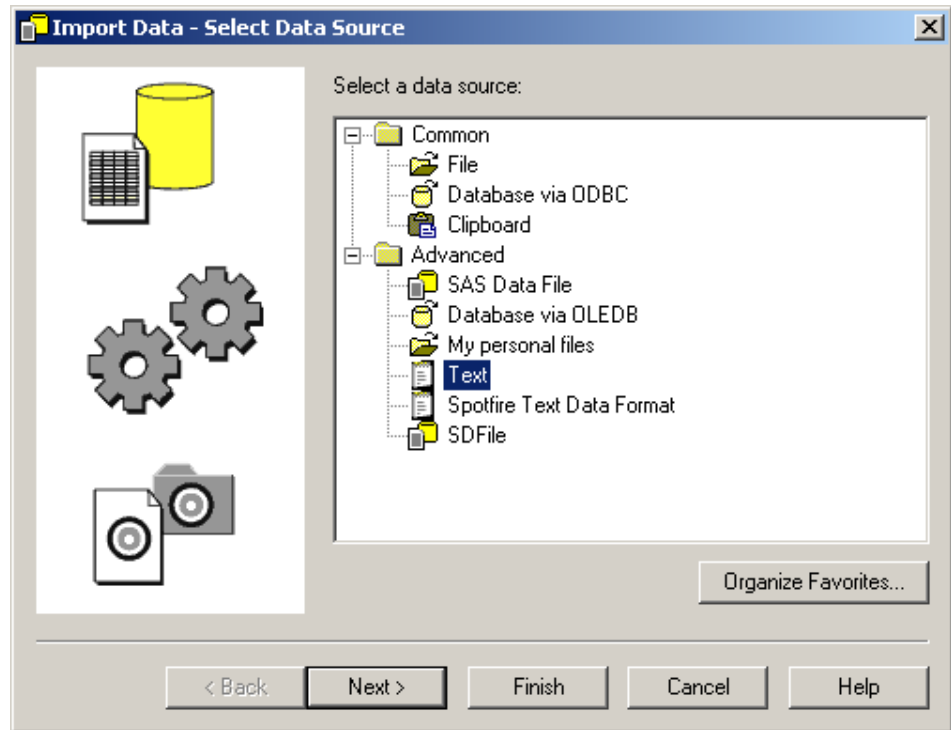 Import Data - Select Data Source
Select a data source:
Common
File
Database via ODBC
Clipboard
Advanced
SAS Data File
Database via OLEDB
My personal files
Text
Spotfire Text Data Format
SDFile
Organize Favorites...
< Back Next > Finish Cancel Help